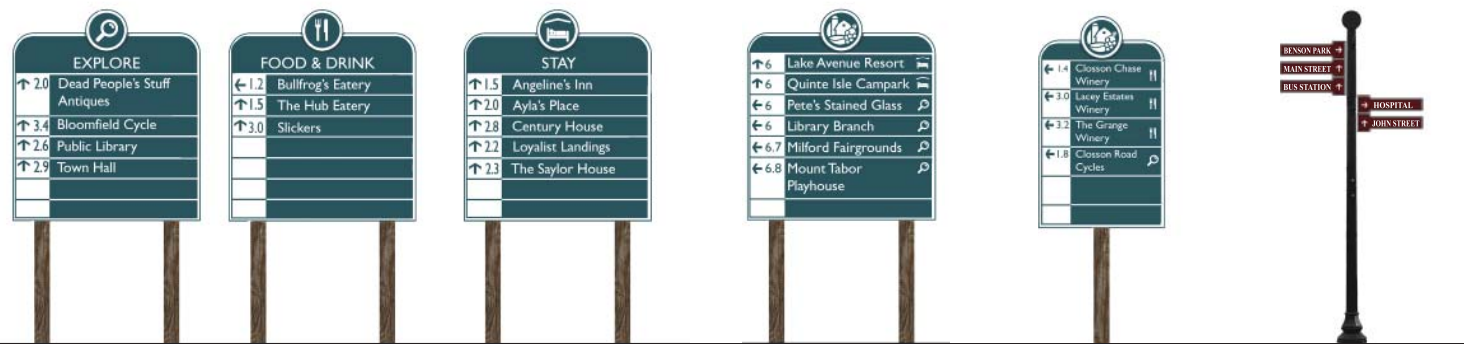 EXPLORE
↑ 2.0 Dead People's Stuff
Antiques
↑ 3.4 Bloomfield Cycle
↑ 2.6 Public Library
↑ 2.9 Town Hall
FOOD & DRINK
← 1.2 Bullfrog's Eatery
↑ 1.5 The Hub Eatery
↑ 3.0 Slickers
STAY
↑ 1.5 Angeline's Inn
↑ 2.0 Ayla's Place
↑ 2.8 Century House
↑ 2.2 Loyalist Landings
↑ 2.3 The Saylor House
↑ 6 Lake Avenue Resort
↑ 6 Quinte Isle Campark
← 6 Pete's Stained Glass
← 6 Library Branch
← 6.7 Milford Fairgrounds
← 6.8 Mount Tabor
Playhouse
← 1.4 Closson Chase
Winery
← 3.0 Lacey Estates
Winery
← 3.2 The Grange
Winery
← 1.8 Closson Road
Cycles
BENSON PARK →
MAIN STREET ↑
BUS STATION ↑
→ HOSPITAL
↑ JOHN STREET